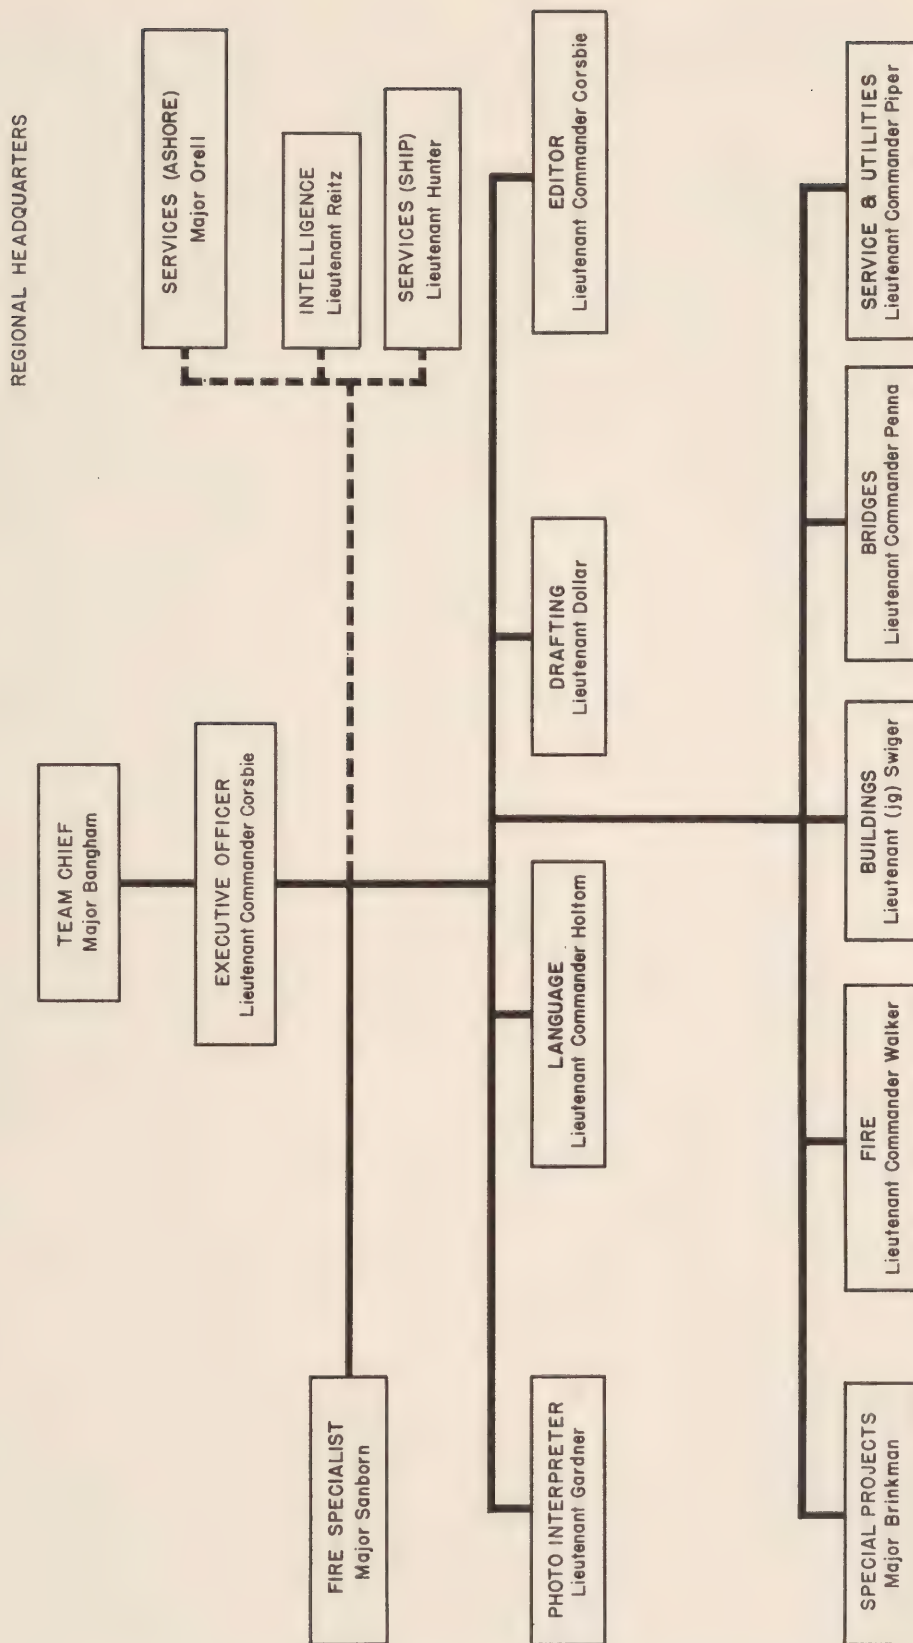 REGIONAL HEADQUARTERS
TEAM CHIEF
Major Bangham
EXECUTIVE OFFICER
Lieutenant Commander Corsbie
SERVICES (ASHORE)
Major Orell
INTELLIGENCE
Lieutenant Reitz
SERVICES (SHIP)
Lieutenant Hunter
FIRE SPECIALIST
Major Sanborn
PHOTO INTERPRETER
Lieutenant Gardner
LANGUAGE
Lieutenant Commander Holtom
DRAFTING
Lieutenant Dollar
EDITOR
Lieutenant Commander Corsbie
SPECIAL PROJECTS
Major Brinkman
FIRE
Lieutenant Commander Walker
BUILDINGS
Lieutenant (jg) Swiger
BRIDGES
Lieutenant Commander Penna
SERVICE & UTILITIES
Lieutenant Commander Piper